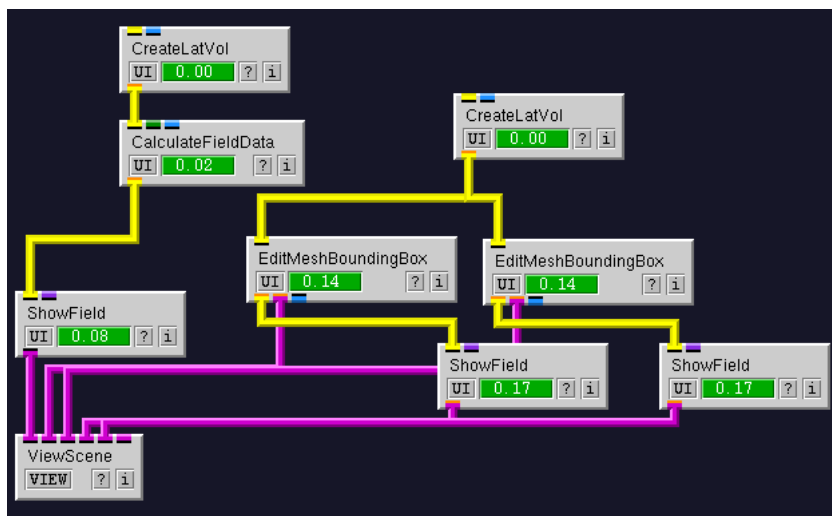 CreateLatVol
UI 0.00 ? i
CreateLatVol
UI 0.00 ? i
CalculateFieldData
UI 0.02 ? i
EditMeshBoundingBox
UI 0.14 ? i
EditMeshBoundingBox
UI 0.14 ? i
ShowField
UI 0.08 ? i
ShowField
UI 0.17 ? i
ShowField
UI 0.17 ? i
ViewScene
VIEW ? i